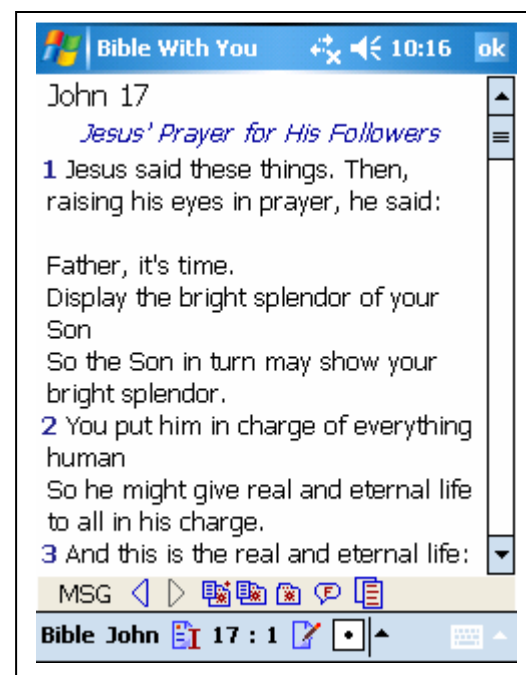 Bible With You 10:16 ok
John 17
Jesus' Prayer for His Followers
1 Jesus said these things. Then,
raising his eyes in prayer, he said:
Father, it's time.
Display the bright splendor of your
Son
So the Son in turn may show your
bright splendor.
2 You put him in charge of everything
human
So he might give real and eternal life
to all in his charge.
3 And this is the real and eternal life:
MSG F
Bible John 17 : 1